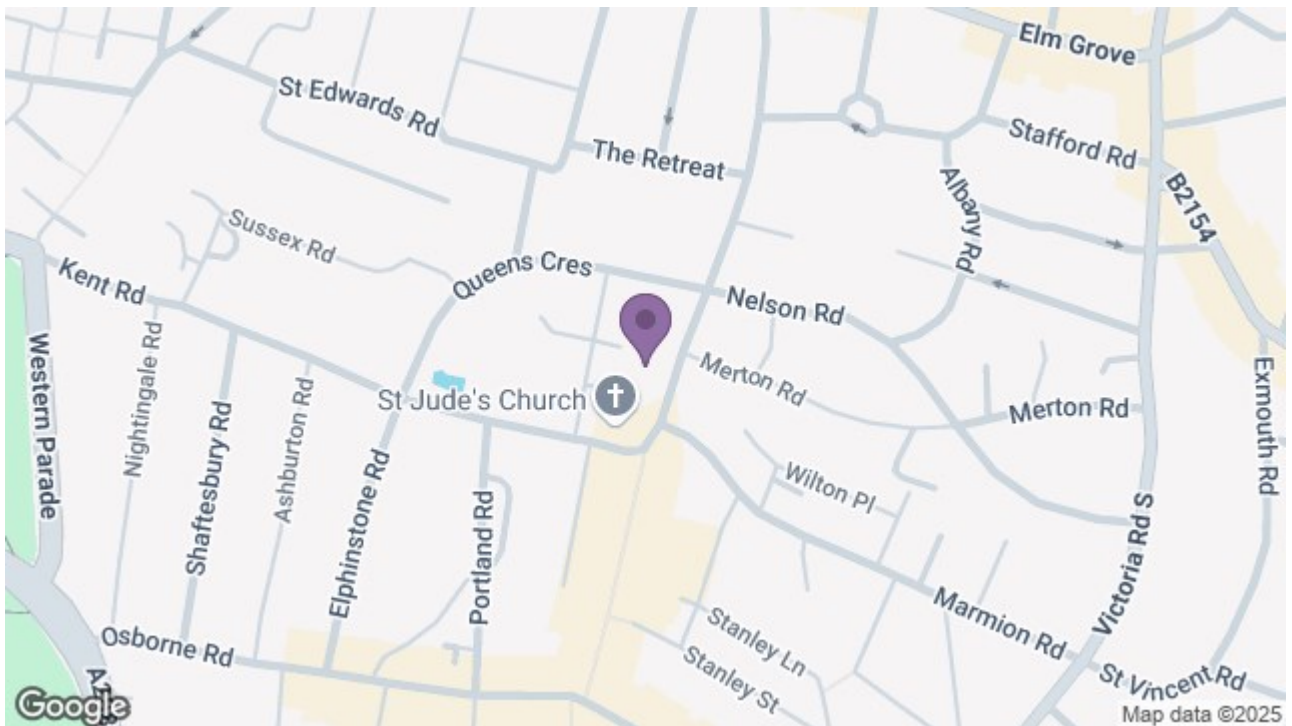 Elm Grove
St Edwards Rd
Stafford Rd
The Retreat
B2154
Albany Rd
Sussex Rd
Queens Cres
Kent Rd
Nelson Rd
Western Parade
Nightingale Rd
Merton Rd
Exmouth Rd
Ashburton Rd
St Jude's Church
Merton Rd
Shaftesbury Rd
Elphinstone Rd
Wilton Pl
Portland Rd
Victoria Rd S
Marmion Rd
Osborne Rd
Stanley Ln
Stanley St
St Vincent Rd
Google
Map data ©2025